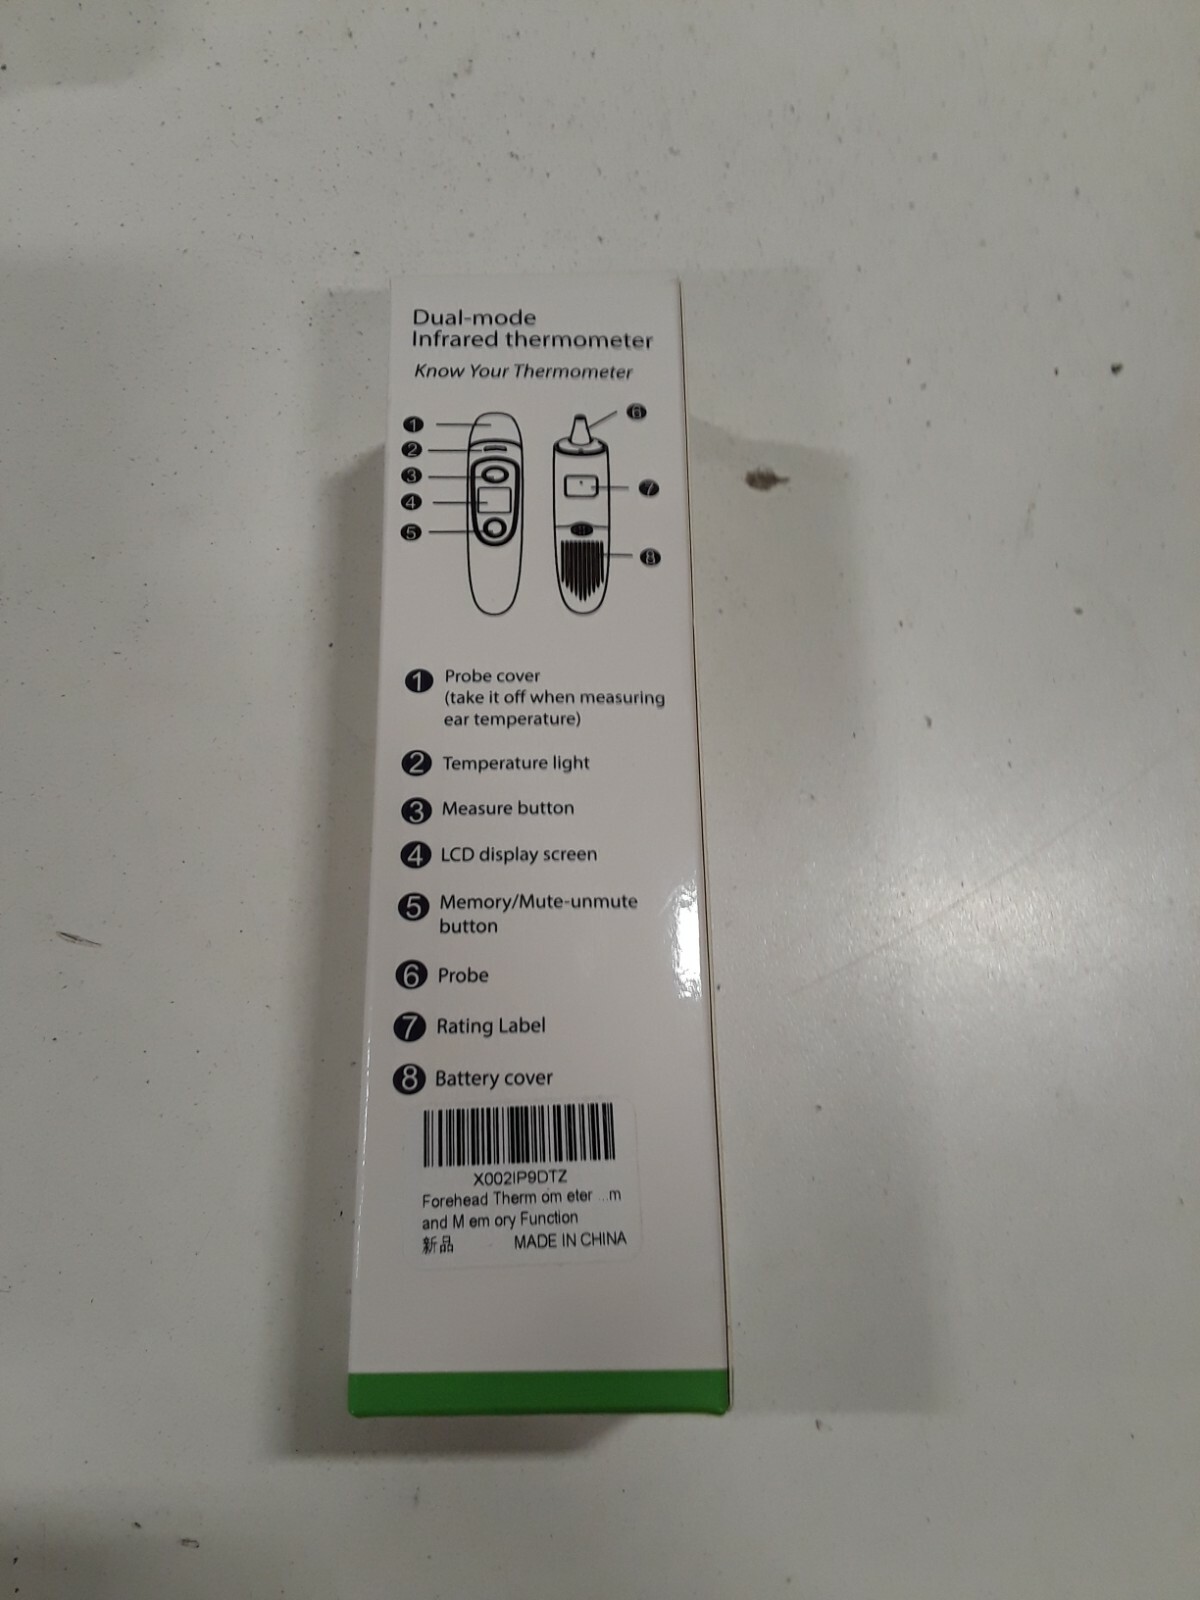 Dual-mode
Infrared thermometer
Know Your Thermometer
1
2
3
4
5
6
7
8
1 Probe cover
(take it off when measuring
ear temperature)
2 Temperature light
3 Measure button
4 LCD display screen
5 Memory/Mute-unmute
button
6 Probe
7 Rating Label
8 Battery cover
X002IP9DTZ
Forehead Therm om eter ...m
and M em ory Function
新品 MADE IN CHINA